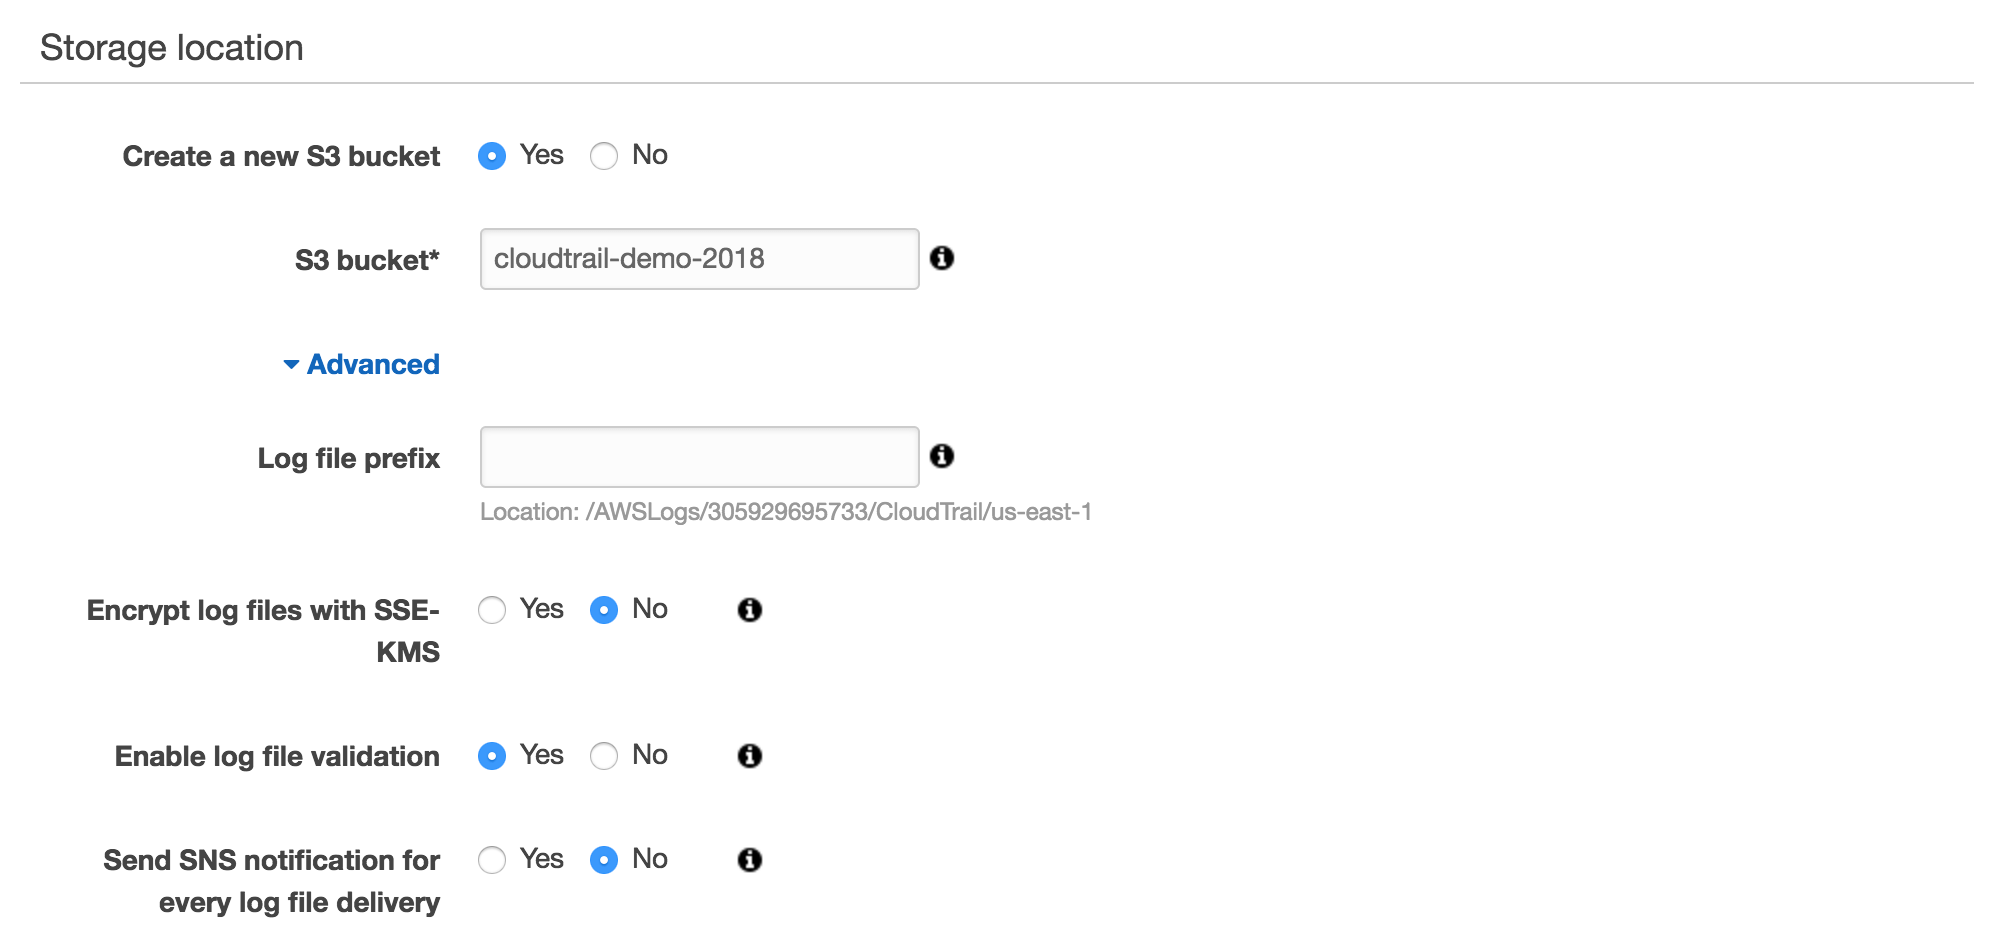 Storage location
Create a new S3 bucket Yes No
S3 bucket* cloudtrail-demo-2018
Advanced
Log file prefix
Location: /AWSLogs/305929695733/CloudTrail/us-east-1
Encrypt log files with SSE- Yes No
KMS
Enable log file validation Yes No
Send SNS notification for Yes No
every log file delivery